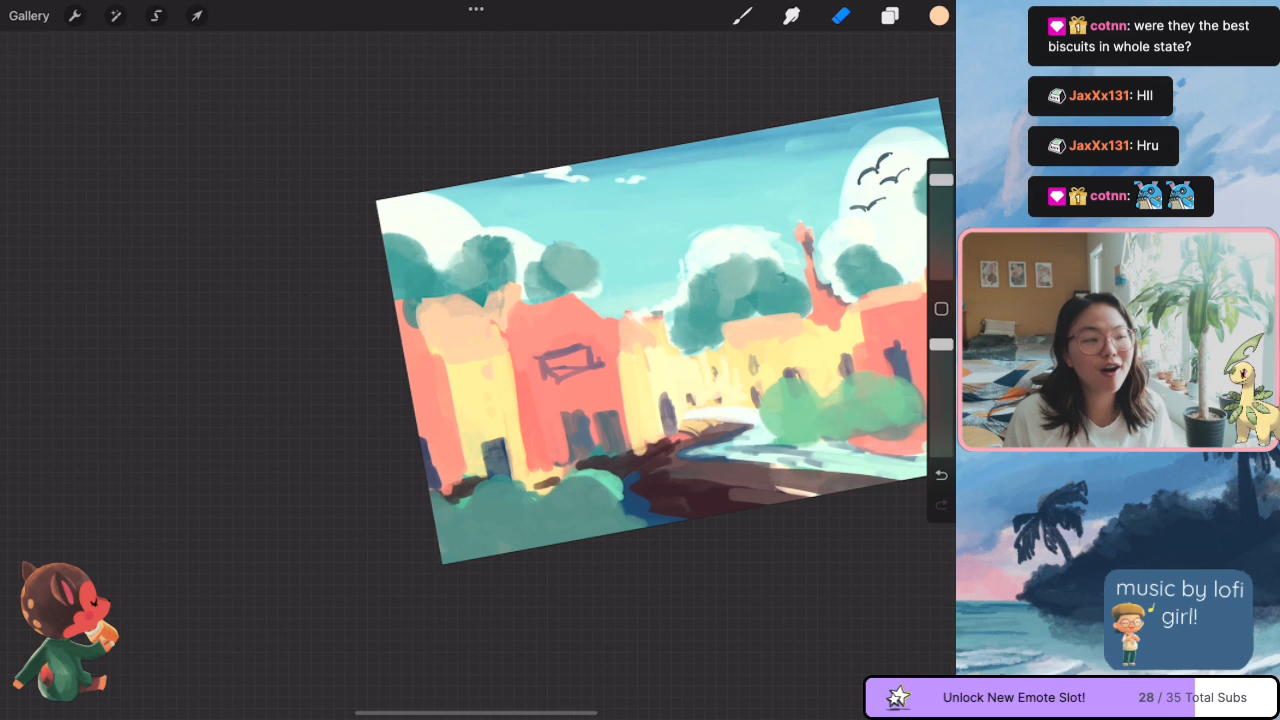 Gallery
cotnn: were they the best
biscuits in whole state?
JaxXx131: HII
JaxXx131: Hru
cotnn:
music by lofi
girl!
Unlock New Emote Slot! 28 / 35 Total Subs